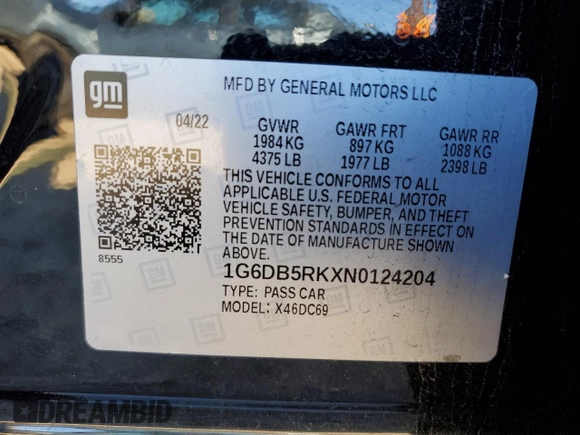 gm
MFD BY GENERAL MOTORS LLC
04/22 GVWR GAWR FRT GAWR RR
1984 KG 897 KG 1088 KG
4375 LB 1977 LB 2398 LB
THIS VEHICLE CONFORMS TO ALL
APPLICABLE U.S. FEDERAL MOTOR
VEHICLE SAFETY, BUMPER, AND THEFT
PREVENTION STANDARDS IN EFFECT ON
THE DATE OF MANUFACTURE SHOWN
ABOVE.
8555
1G6DB5RKXN0124204
TYPE: PASS CAR
MODEL: X46DC69
DREAMBID